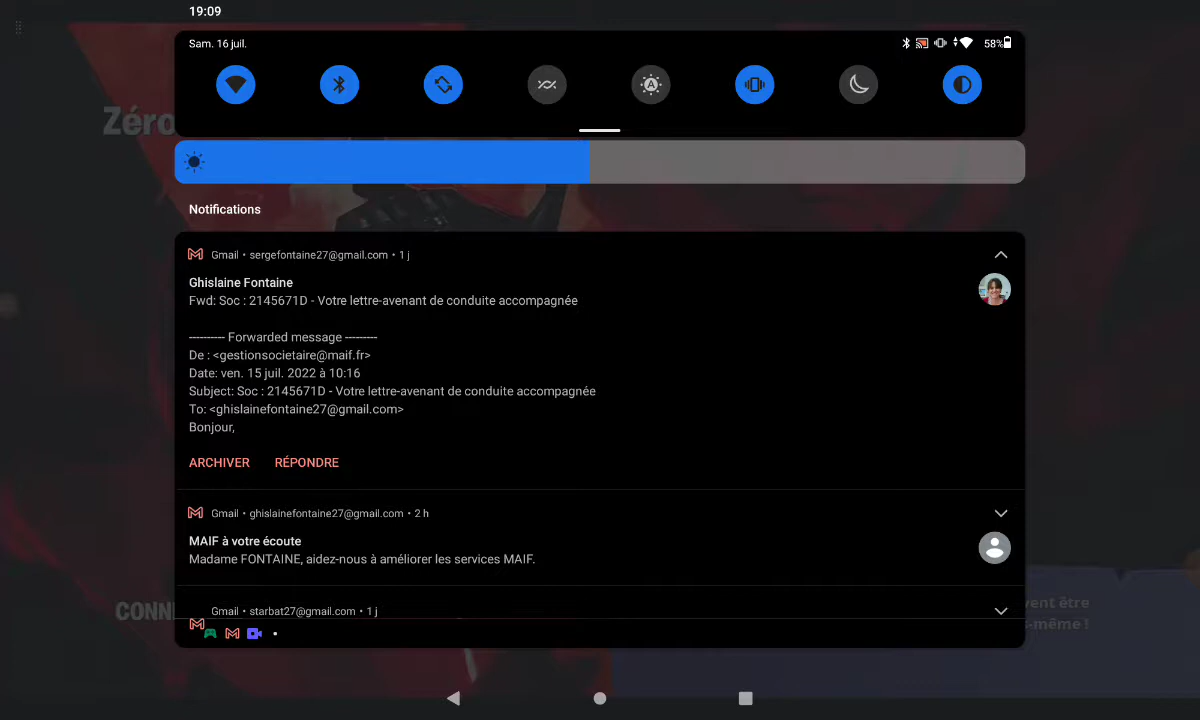 19:09
Sam. 16 juil.
58%
Zéro
Notifications
Gmail • sergefontaine27@gmail.com • 1 j
Ghislaine Fontaine
Fwd: Soc : 2145671D - Votre lettre-avenant de conduite accompagnée
---------- Forwarded message ---------
De : <gestionsocietaire@maif.fr>
Date: ven. 15 juil. 2022 à 10:16
Subject: Soc : 2145671D - Votre lettre-avenant de conduite accompagnée
To: <ghislainefontaine27@gmail.com>
Bonjour,
ARCHIVER RÉPONDRE
Gmail • ghislainefontaine27@gmail.com • 2 h
MAIF à votre écoute
Madame FONTAINE, aidez-nous à améliorer les services MAIF.
Gmail • starbat27@gmail.com • 1 j
CONN
vent être
-même !